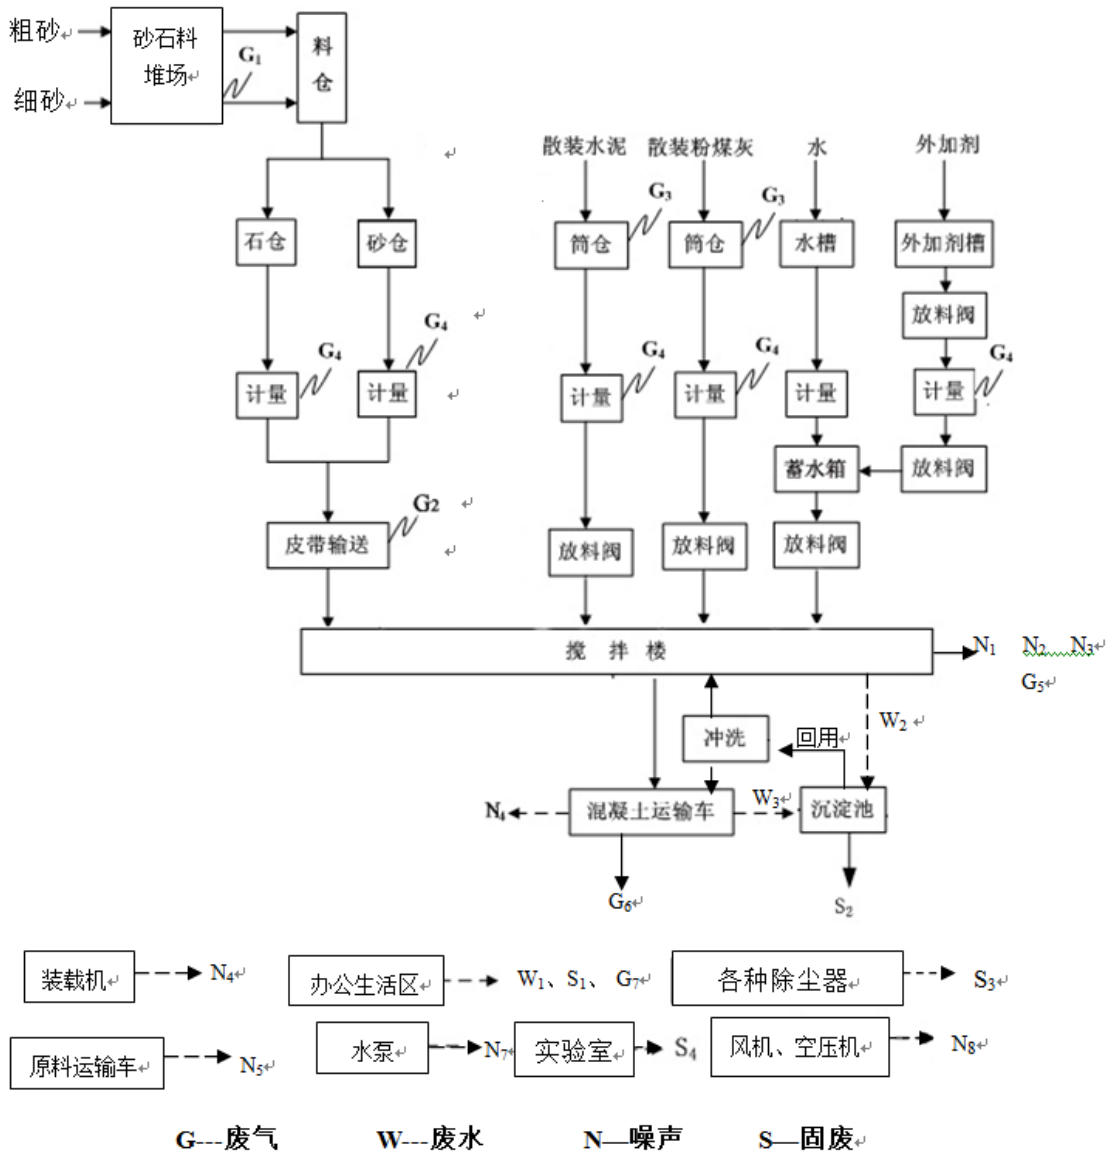 粗砂
砂石料
堆场
G1
料
仓
细砂
散装水泥
散装粉煤灰
水
外加剂
G3
G3
石仓
砂仓
筒仓
筒仓
水槽
外加剂槽
放料阀
G4
G4
G4
G4
G4
计量
计量
计量
计量
计量
计量
蓄水箱
放料阀
G2
皮带输送
放料阀
放料阀
放料阀
搅 拌 楼
N1 N2 N3
G5
W2
冲洗
回用
N4
混凝土运输车
W3
沉淀池
G6
S2
装载机
N4
办公生活区
W1、S1、 G7
各种除尘器
S3
原料运输车
N5
水泵
N7
实验室
S4
风机、空压机
N8
G---废气 W---废水 N—噪声 S—固废